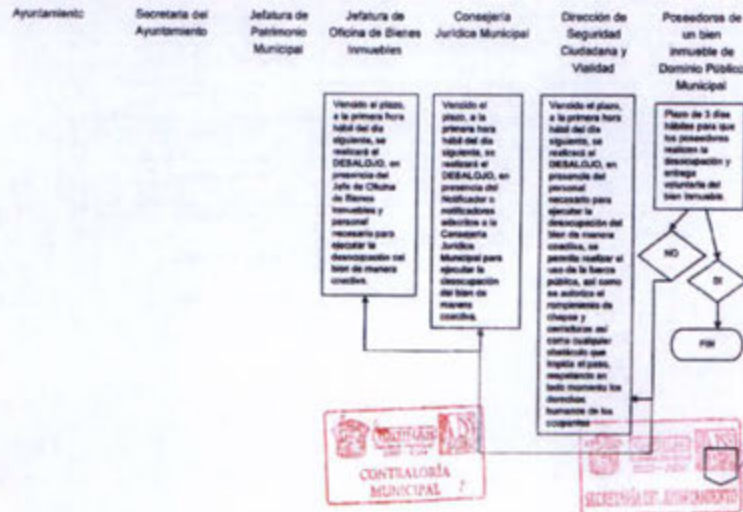 Ayuntamiento
Secretaria del
Ayuntamiento
Jefatura de
Patrimonio
Municipal
Jefatura de
Oficina de Bienes
Inmuebles
Consejería
Jurídica Municipal
Dirección de
Seguridad
Ciudadana y
Vialidad
Poseedores de
un bien
inmueble de
Dominio Público
Municipal
Vencido el plazo,
a la primera hora
hábil del día
siguiente, se
realizará el
DESALOJO, en
presencia del
Jefe de Oficina
de Bienes
Inmuebles y
personal
necesario para
ejecutar la
desocupación del
bien de manera
coactiva.
Vencido el
plazo, a la
primera hora
hábil del día
siguiente, se
realizará el
DESALOJO, en
presencia del
Notificador o
notificadores
adscritos a la
Consejería
Jurídica
Municipal para
ejecutar la
desocupación
del bien de
manera
coactiva.
Vencido el plazo,
a la primera hora
hábil del día
siguiente, se
realizará el
DESALOJO, en
presencia del
personal
necesario para
ejecutar la
desocupación del
bien de manera
coactiva, se
permite realizar el
uso de la fuerza
pública, así como
se autoriza el
rompimiento de
chapas y
cerraduras así
como cualquier
obstáculo que
impida el paso,
respetando en
todo momento los
derechos
humanos de los
ocupantes
Plazo de 3 días
hábiles para que
los poseedores
realicen la
desocupación y
entrega
voluntaria del
bien inmueble.
NO
SI
FIN
CONTRALORÍA
MUNICIPAL
SECRETARÍA DEL AYUNTAMIENTO